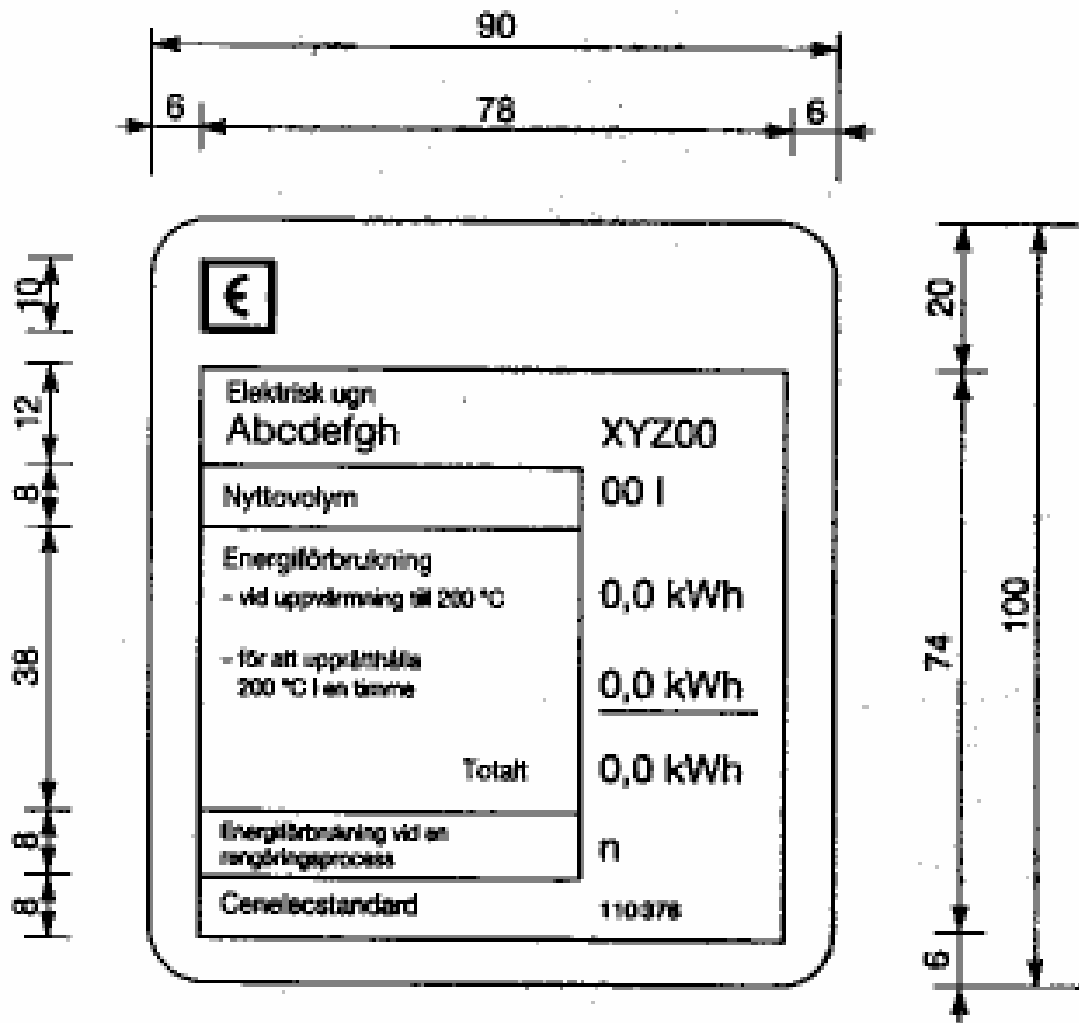 90
6 78 6
10
20
Elektrisk ugn
Abcdefgh XYZ00
12
Nyttovolym 00 l
8
Energiförbrukning
- vid uppvärmning till 200 °C 0,0 kWh
- för att upprätthålla
200 °C i en timme 0,0 kWh
38
74
100
Totalt 0,0 kWh
Energiförbrukning vid en
rengöringsprocess n
8
Cenelecstandard
8
6